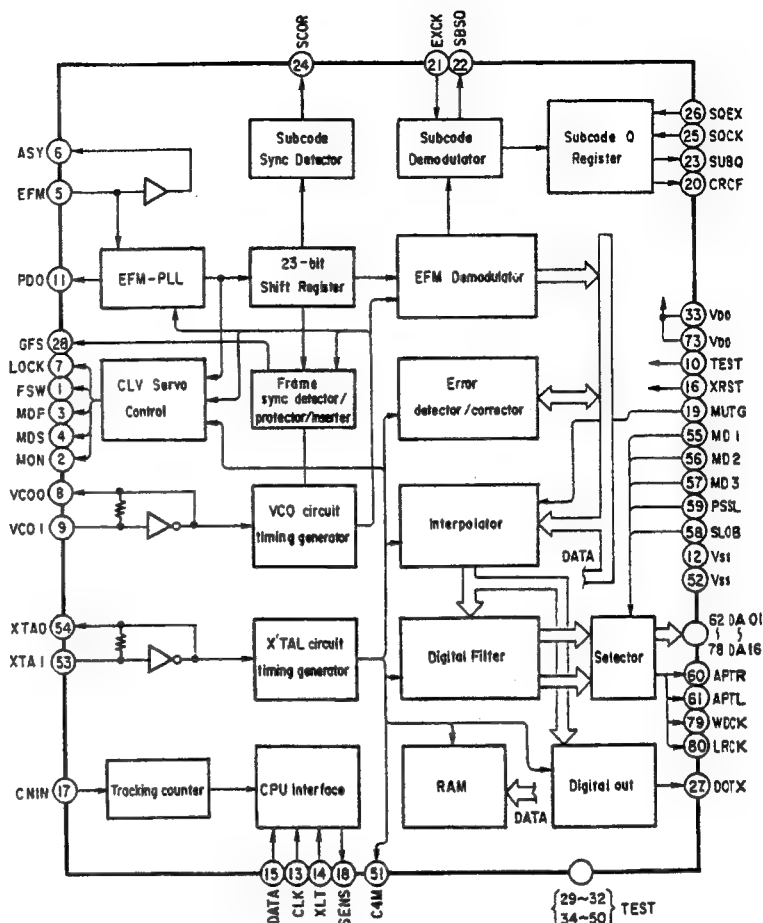 SCOR
EXCK
SBSO
24
21
22
ASY
6
EFM
5
Subcode
Sync Detector
Subcode
Demodulator
Subcode Q
Register
26 SQEX
25 SQCK
23 SUBQ
20 CRCF
PDO
11
EFM-PLL
23-bit
Shift Register
EFM Demodulator
GFS
28
LOCK
7
FSW
1
MDF
3
MDS
4
MON
2
CLV Servo
Control
Frame
sync detector/
protector/inserter
Error
detector/corrector
33 VDD
73 VDD
10 TEST
16 XRST
19 MUTG
55 MD1
56 MD2
57 MD3
59 PSSL
58 SLOB
12 Vss
52 Vss
VCOO
8
VCOI
9
VCO circuit
timing generator
Interpolator
DATA
XTAO
54
XTAI
53
X'TAL circuit
timing generator
Digital Filter
Selector
62 DA01
78 DA16
60 APTR
61 APTL
79 WDCK
80 LRCK
CNIN
17
Tracking counter
CPU Interface
RAM
DATA
Digital out
27 DOTX
15
13
14
18
51
DATA
CLK
XLT
SENS
C4M
29~32
34~50
TEST